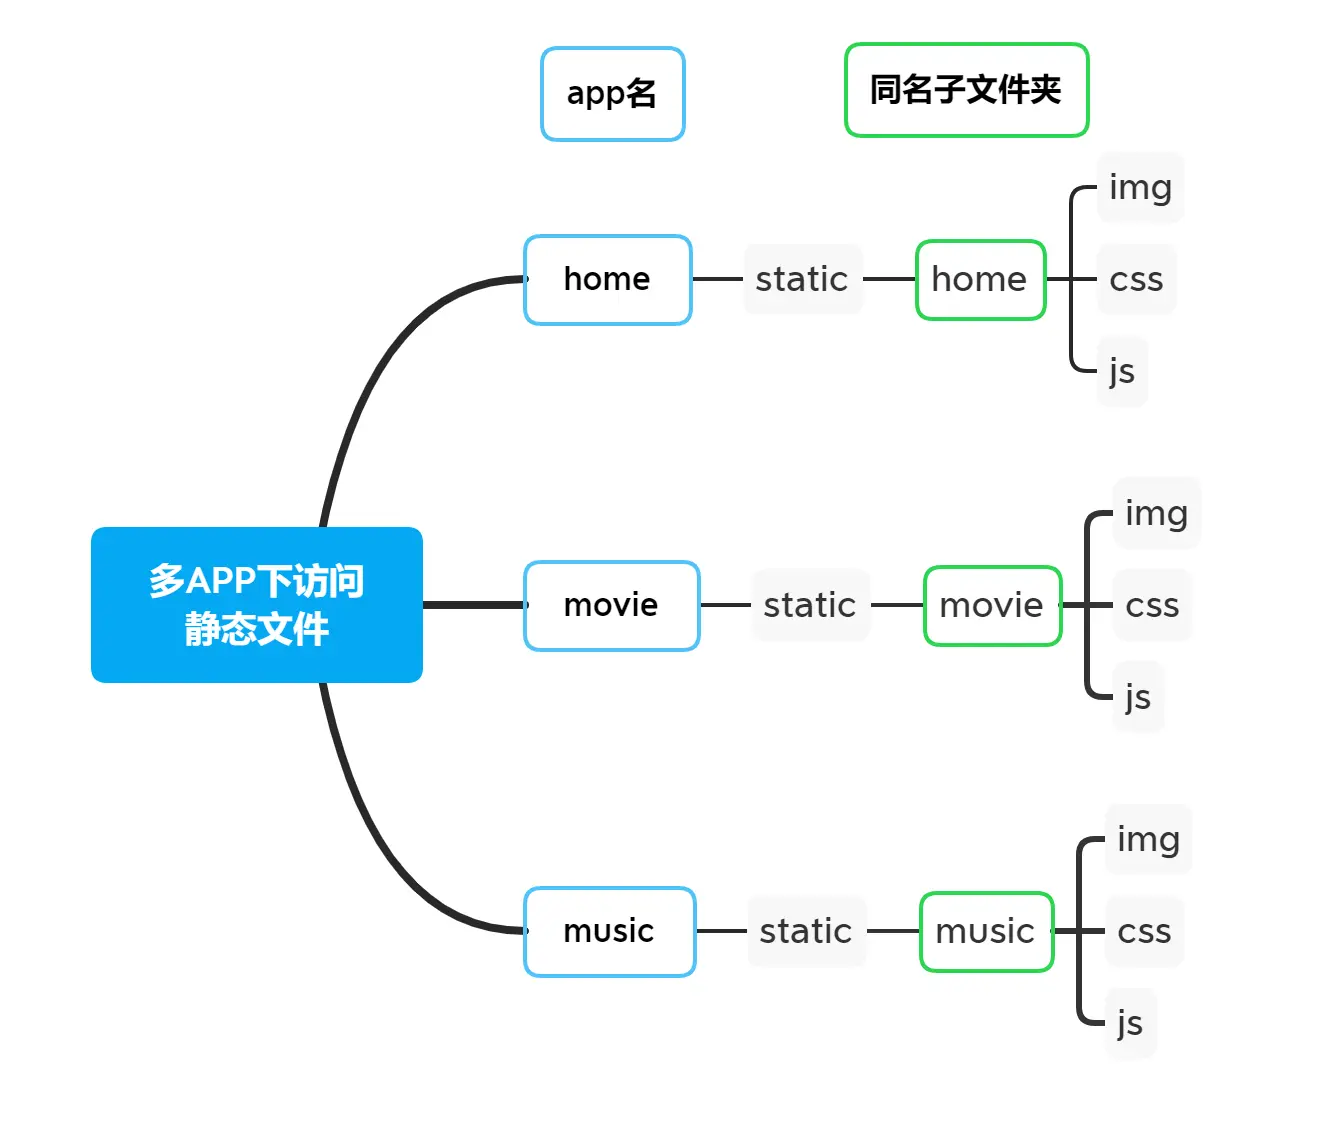 app名
同名子文件夹
home
static
home
img
css
js
多APP下访问
静态文件
movie
static
movie
img
css
js
music
static
music
img
css
js